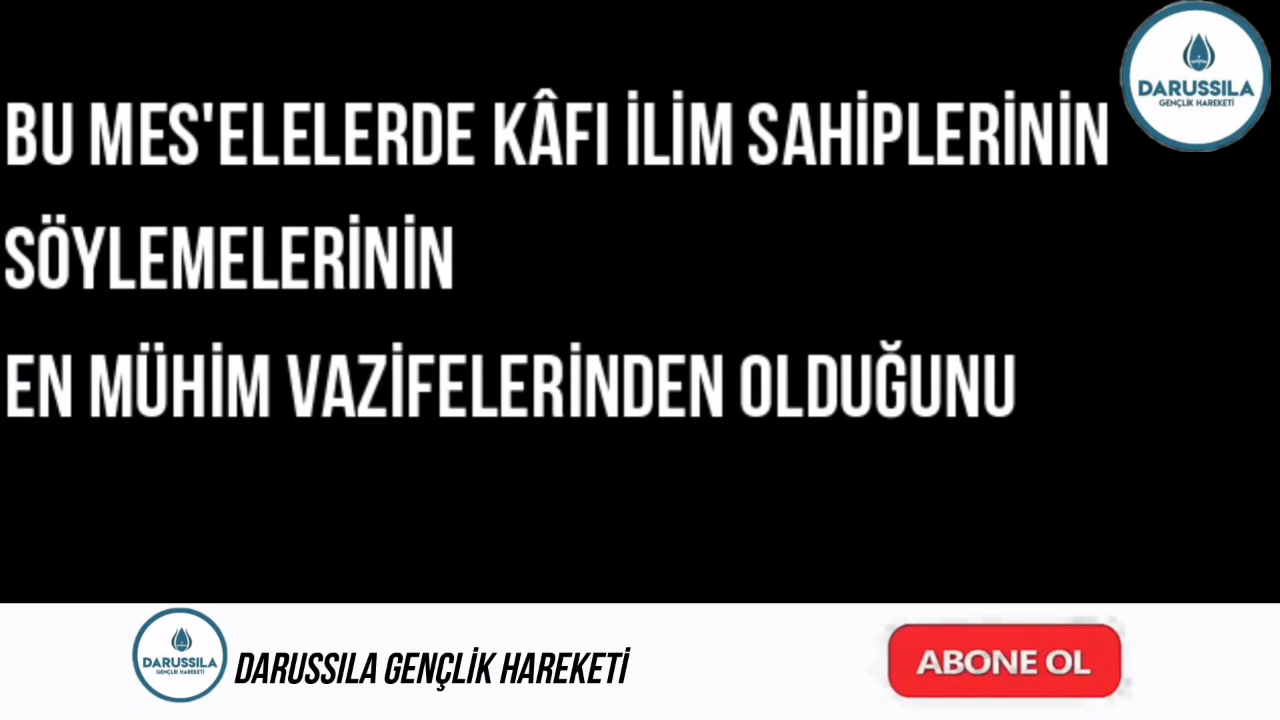 DARUSSILA
GENÇLİK HAREKETİ
BU MES'ELELERDE KÂFI İLİM SAHİPLERİNİN
SÖYLEMELERİNİN
EN MÜHİM VAZİFELERİNDEN OLDUĞUNU
DARUSSILA
GENÇLİK HAREKETİ
DARUSSILA GENÇLİK HAREKETİ
ABONE OL